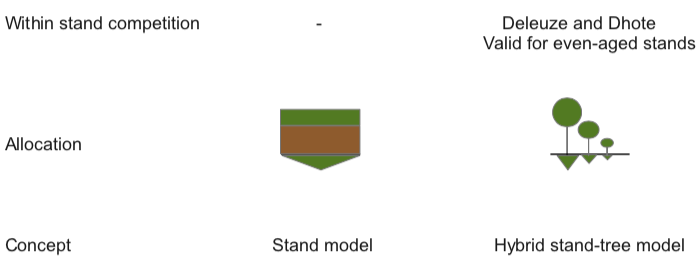 Within stand competition
-
Deleuze and Dhote
Valid for even-aged stands
Allocation
Concept
Stand model
Hybrid stand-tree model